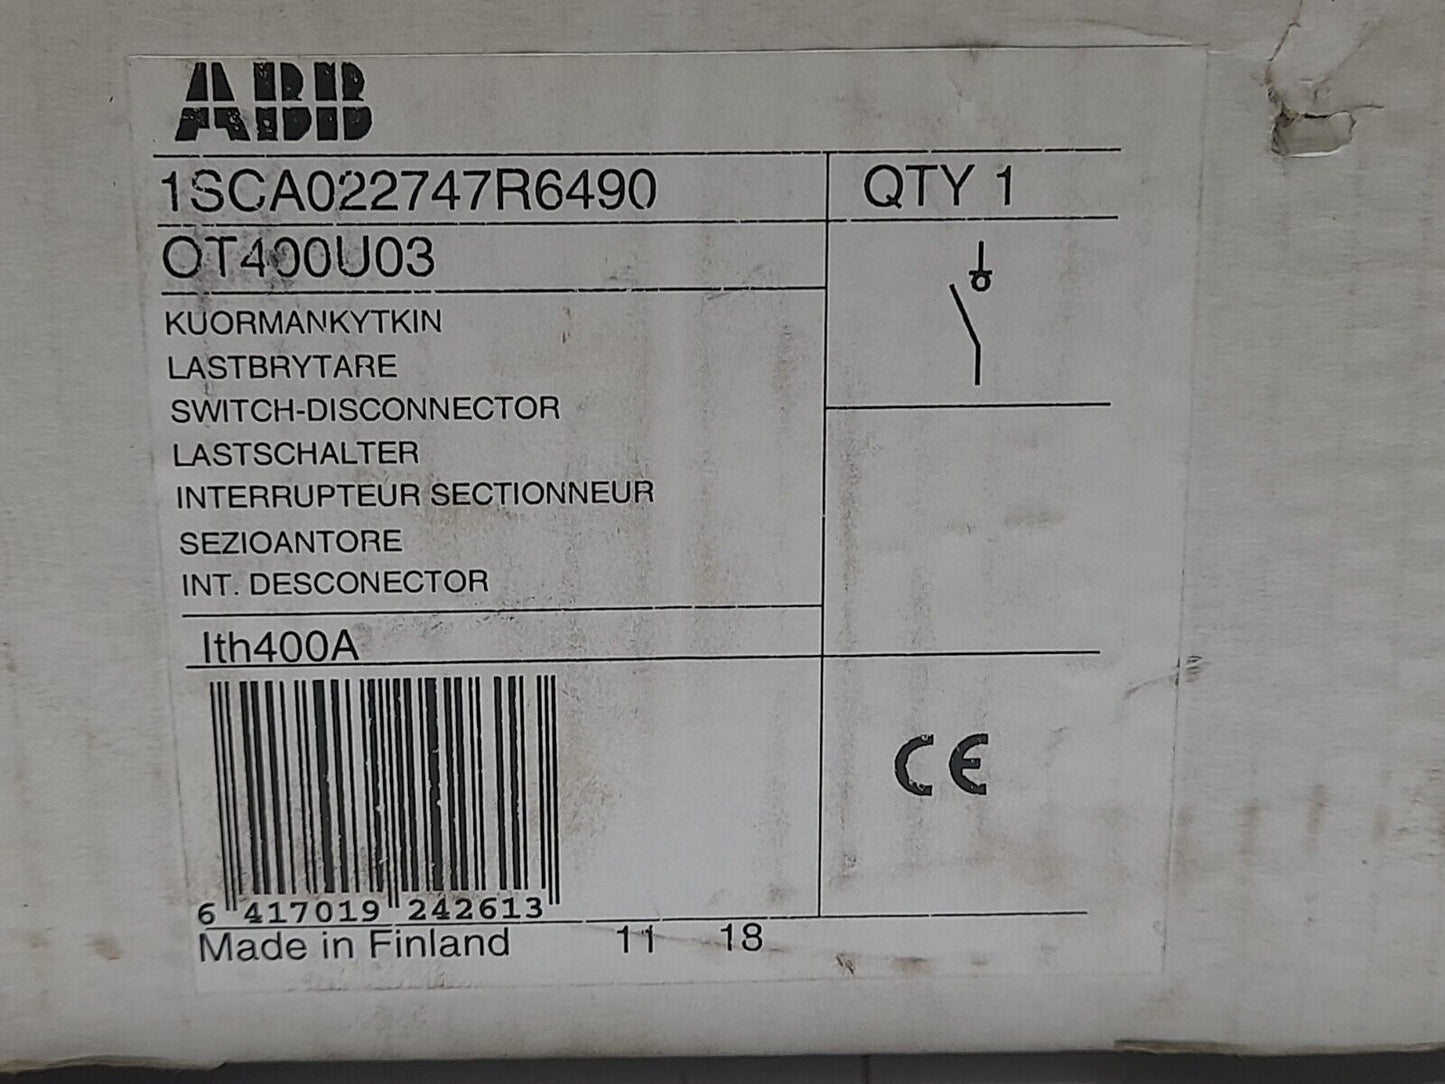 ABB
1SCA022747R6490
QTY 1
OT400U03
KUORMANKYTKIN
LASTBRYTARE
SWITCH-DISCONNECTOR
LASTSCHALTER
INTERRUPTEUR SECTIONNEUR
SEZIOANTORE
INT. DESCONECTOR
Ith400A
CE
6 417019 242613
Made in Finland 11 18